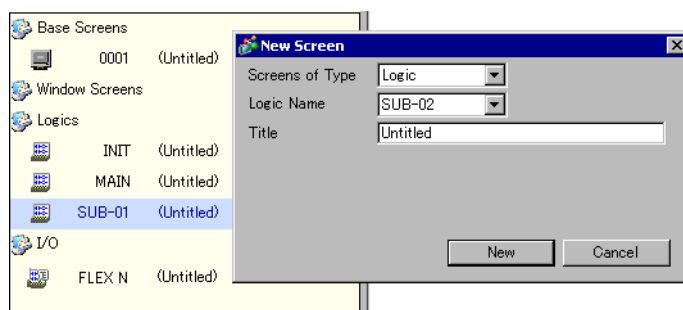 Base Screens
0001 (Untitled)
Window Screens
Logics
INIT (Untitled)
MAIN (Untitled)
SUB-01 (Untitled)
I/O
FLEX N (Untitled)
New Screen
Screens of Type Logic
Logic Name SUB-02
Title Untitled
New Cancel